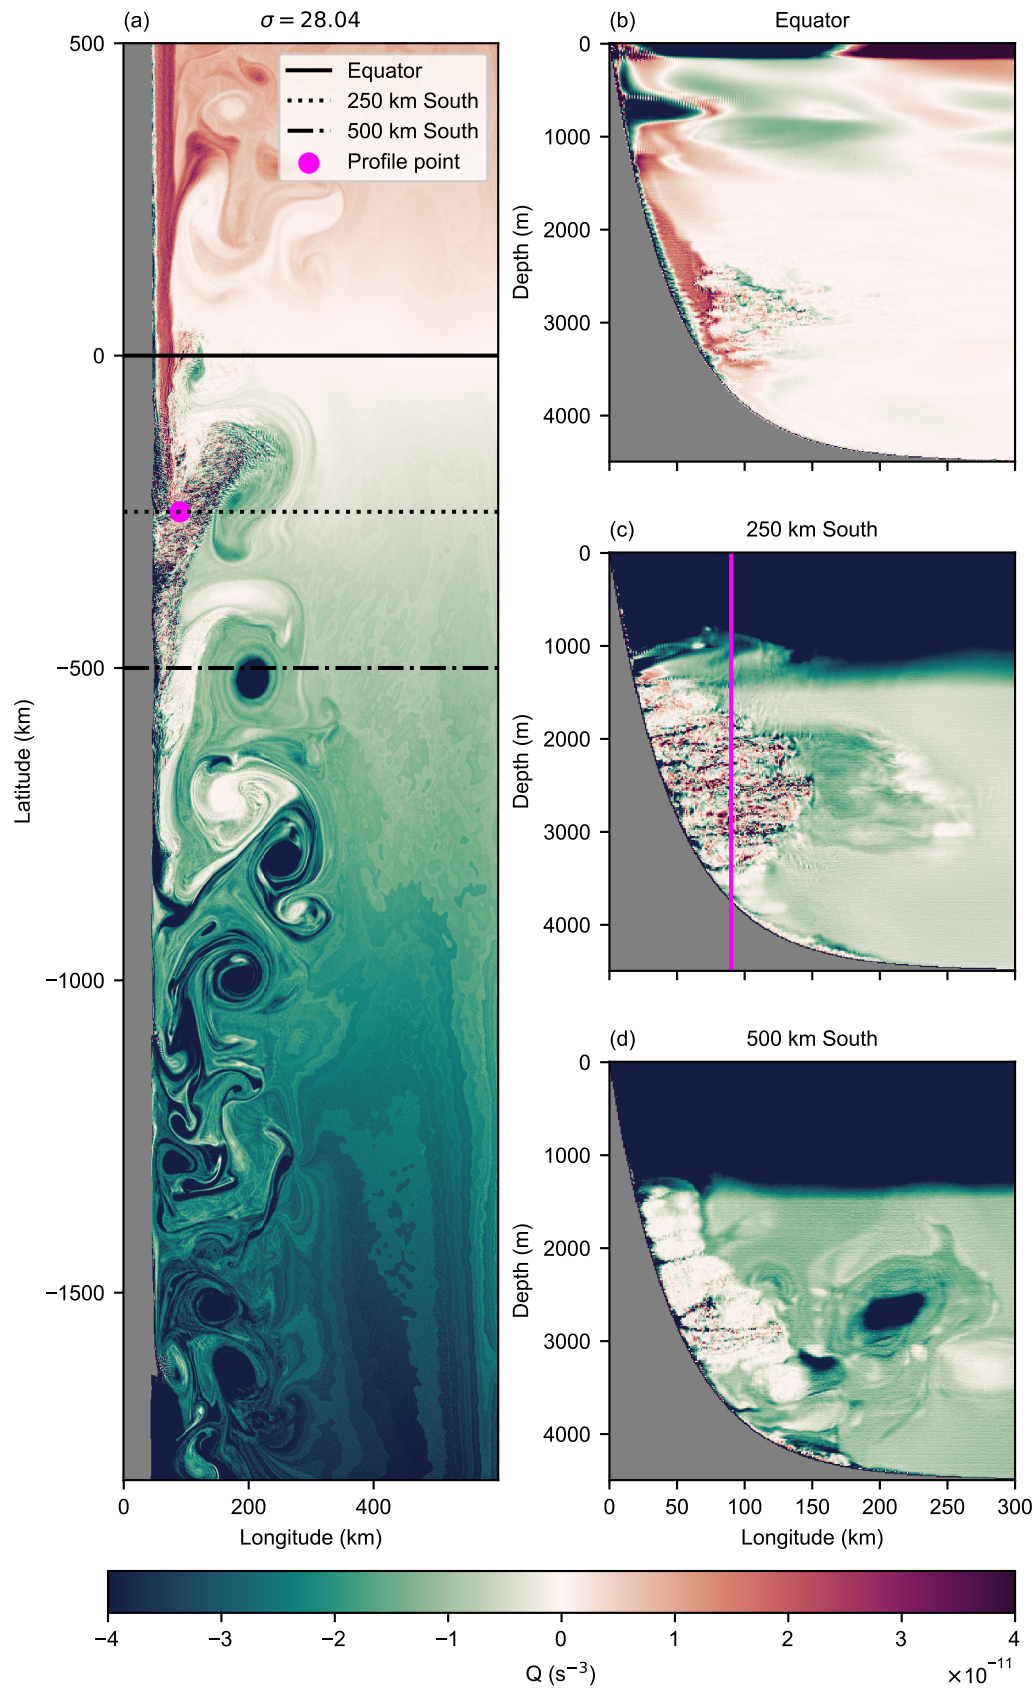 (a) σ = 28.04
500
0
−500
−1000
−1500
Latitude (km)
0 200 400
Longitude (km)
Equator
250 km South
500 km South
Profile point
(b) Equator
0
1000
2000
3000
4000
Depth (m)
(c) 250 km South
0
1000
2000
3000
4000
Depth (m)
(d) 500 km South
0
1000
2000
3000
4000
Depth (m)
0 50 100 150 200 250 300
Longitude (km)
−4 −3 −2 −1 0 1 2 3 4
Q (s⁻³)
×10⁻¹¹